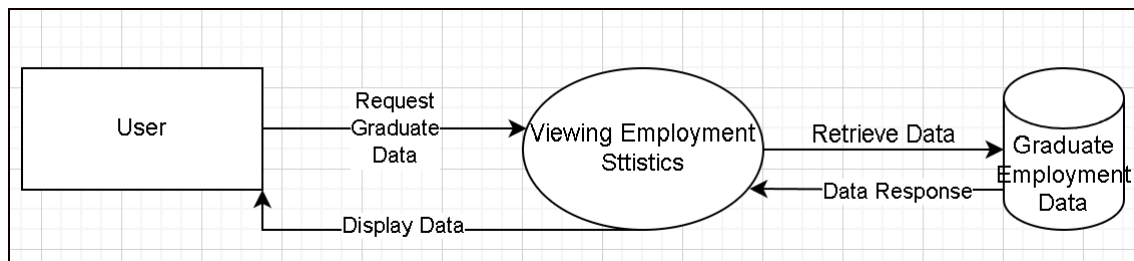 User
Request
Graduate
Data
Viewing Employment
Sttistics
Retrieve Data
Graduate
Employment
Data
Data Response
Display Data